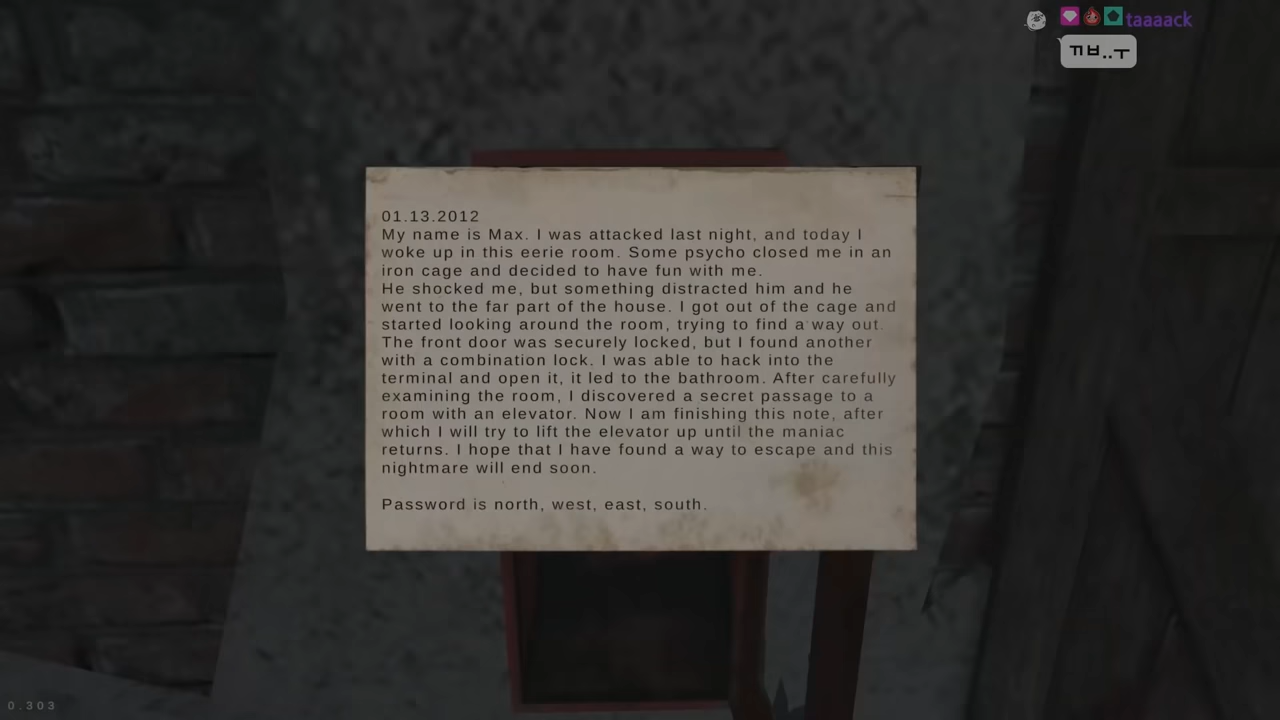 taaaack
ㄲㅂ..ㅜ
01.13.2012
My name is Max. I was attacked last night, and today I
woke up in this eerie room. Some psycho closed me in an
iron cage and decided to have fun with me.
He shocked me, but something distracted him and he
went to the far part of the house. I got out of the cage and
started looking around the room, trying to find a way out.
The front door was securely locked, but I found another
with a combination lock. I was able to hack into the
terminal and open it, it led to the bathroom. After carefully
examining the room, I discovered a secret passage to a
room with an elevator. Now I am finishing this note, after
which I will try to lift the elevator up until the maniac
returns. I hope that I have found a way to escape and this
nightmare will end soon.
Password is north, west, east, south.
0.303